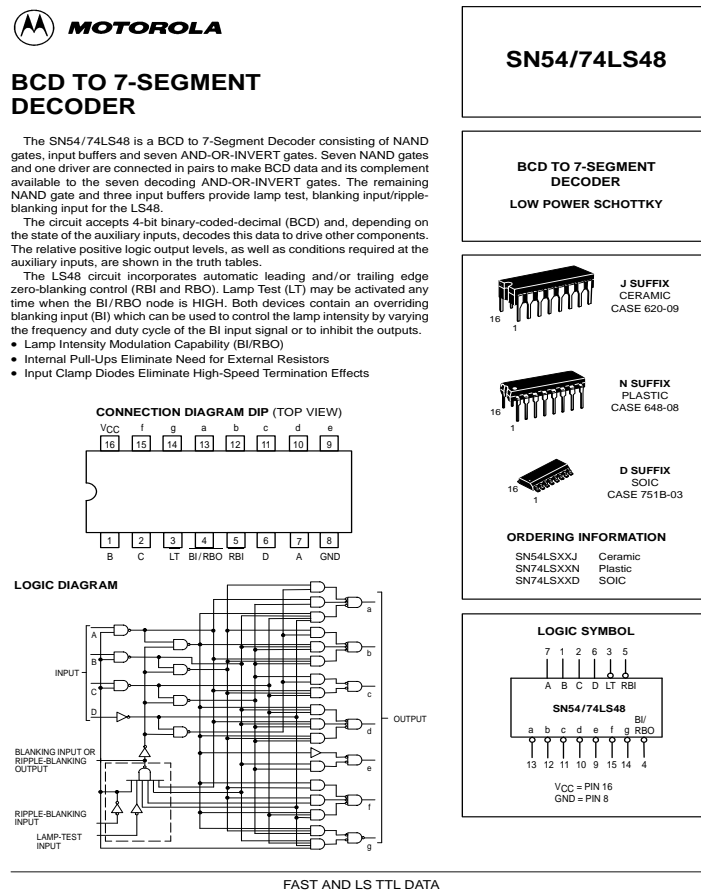 MOTOROLA
SN54/74LS48
BCD TO 7-SEGMENT
DECODER
The SN54/74LS48 is a BCD to 7-Segment Decoder consisting of NAND
gates, input buffers and seven AND-OR-INVERT gates. Seven NAND gates
and one driver are connected in pairs to make BCD data and its complement
available to the seven decoding AND-OR-INVERT gates. The remaining
NAND gate and three input buffers provide lamp test, blanking input/ripple-
blanking input for the LS48.
The circuit accepts 4-bit binary-coded-decimal (BCD) and, depending on
the state of the auxiliary inputs, decodes this data to drive other components.
The relative positive logic output levels, as well as conditions required at the
auxiliary inputs, are shown in the truth tables.
The LS48 circuit incorporates automatic leading and/or trailing edge
zero-blanking control (RBI and RBO). Lamp Test (LT) may be activated any
time when the BI/RBO node is HIGH. Both devices contain an overriding
blanking input (BI) which can be used to control the lamp intensity by varying
the frequency and duty cycle of the BI input signal or to inhibit the outputs.
• Lamp Intensity Modulation Capability (BI/RBO)
• Internal Pull-Ups Eliminate Need for External Resistors
• Input Clamp Diodes Eliminate High-Speed Termination Effects
CONNECTION DIAGRAM DIP (TOP VIEW)
VCC f g a b c d e
16 15 14 13 12 11 10 9
1 2 3 4 5 6 7 8
B C LT BI/RBO RBI D A GND
LOGIC DIAGRAM
A
B
INPUT
C
D
BLANKING INPUT OR
RIPPLE-BLANKING
OUTPUT
RIPPLE-BLANKING
INPUT
LAMP-TEST
INPUT
a
b
c
d
e
f
g
OUTPUT
BCD TO 7-SEGMENT
DECODER
LOW POWER SCHOTTKY
16
1
J SUFFIX
CERAMIC
CASE 620-09
16
1
N SUFFIX
PLASTIC
CASE 648-08
16
1
D SUFFIX
SOIC
CASE 751B-03
ORDERING INFORMATION
SN54LSXXJ Ceramic
SN74LSXXN Plastic
SN74LSXXD SOIC
LOGIC SYMBOL
7 1 2 6 3 5
A B C D LT RBI
SN54/74LS48
BI/
a b c d e f g RBO
13 12 11 10 9 15 14 4
VCC = PIN 16
GND = PIN 8
FAST AND LS TTL DATA